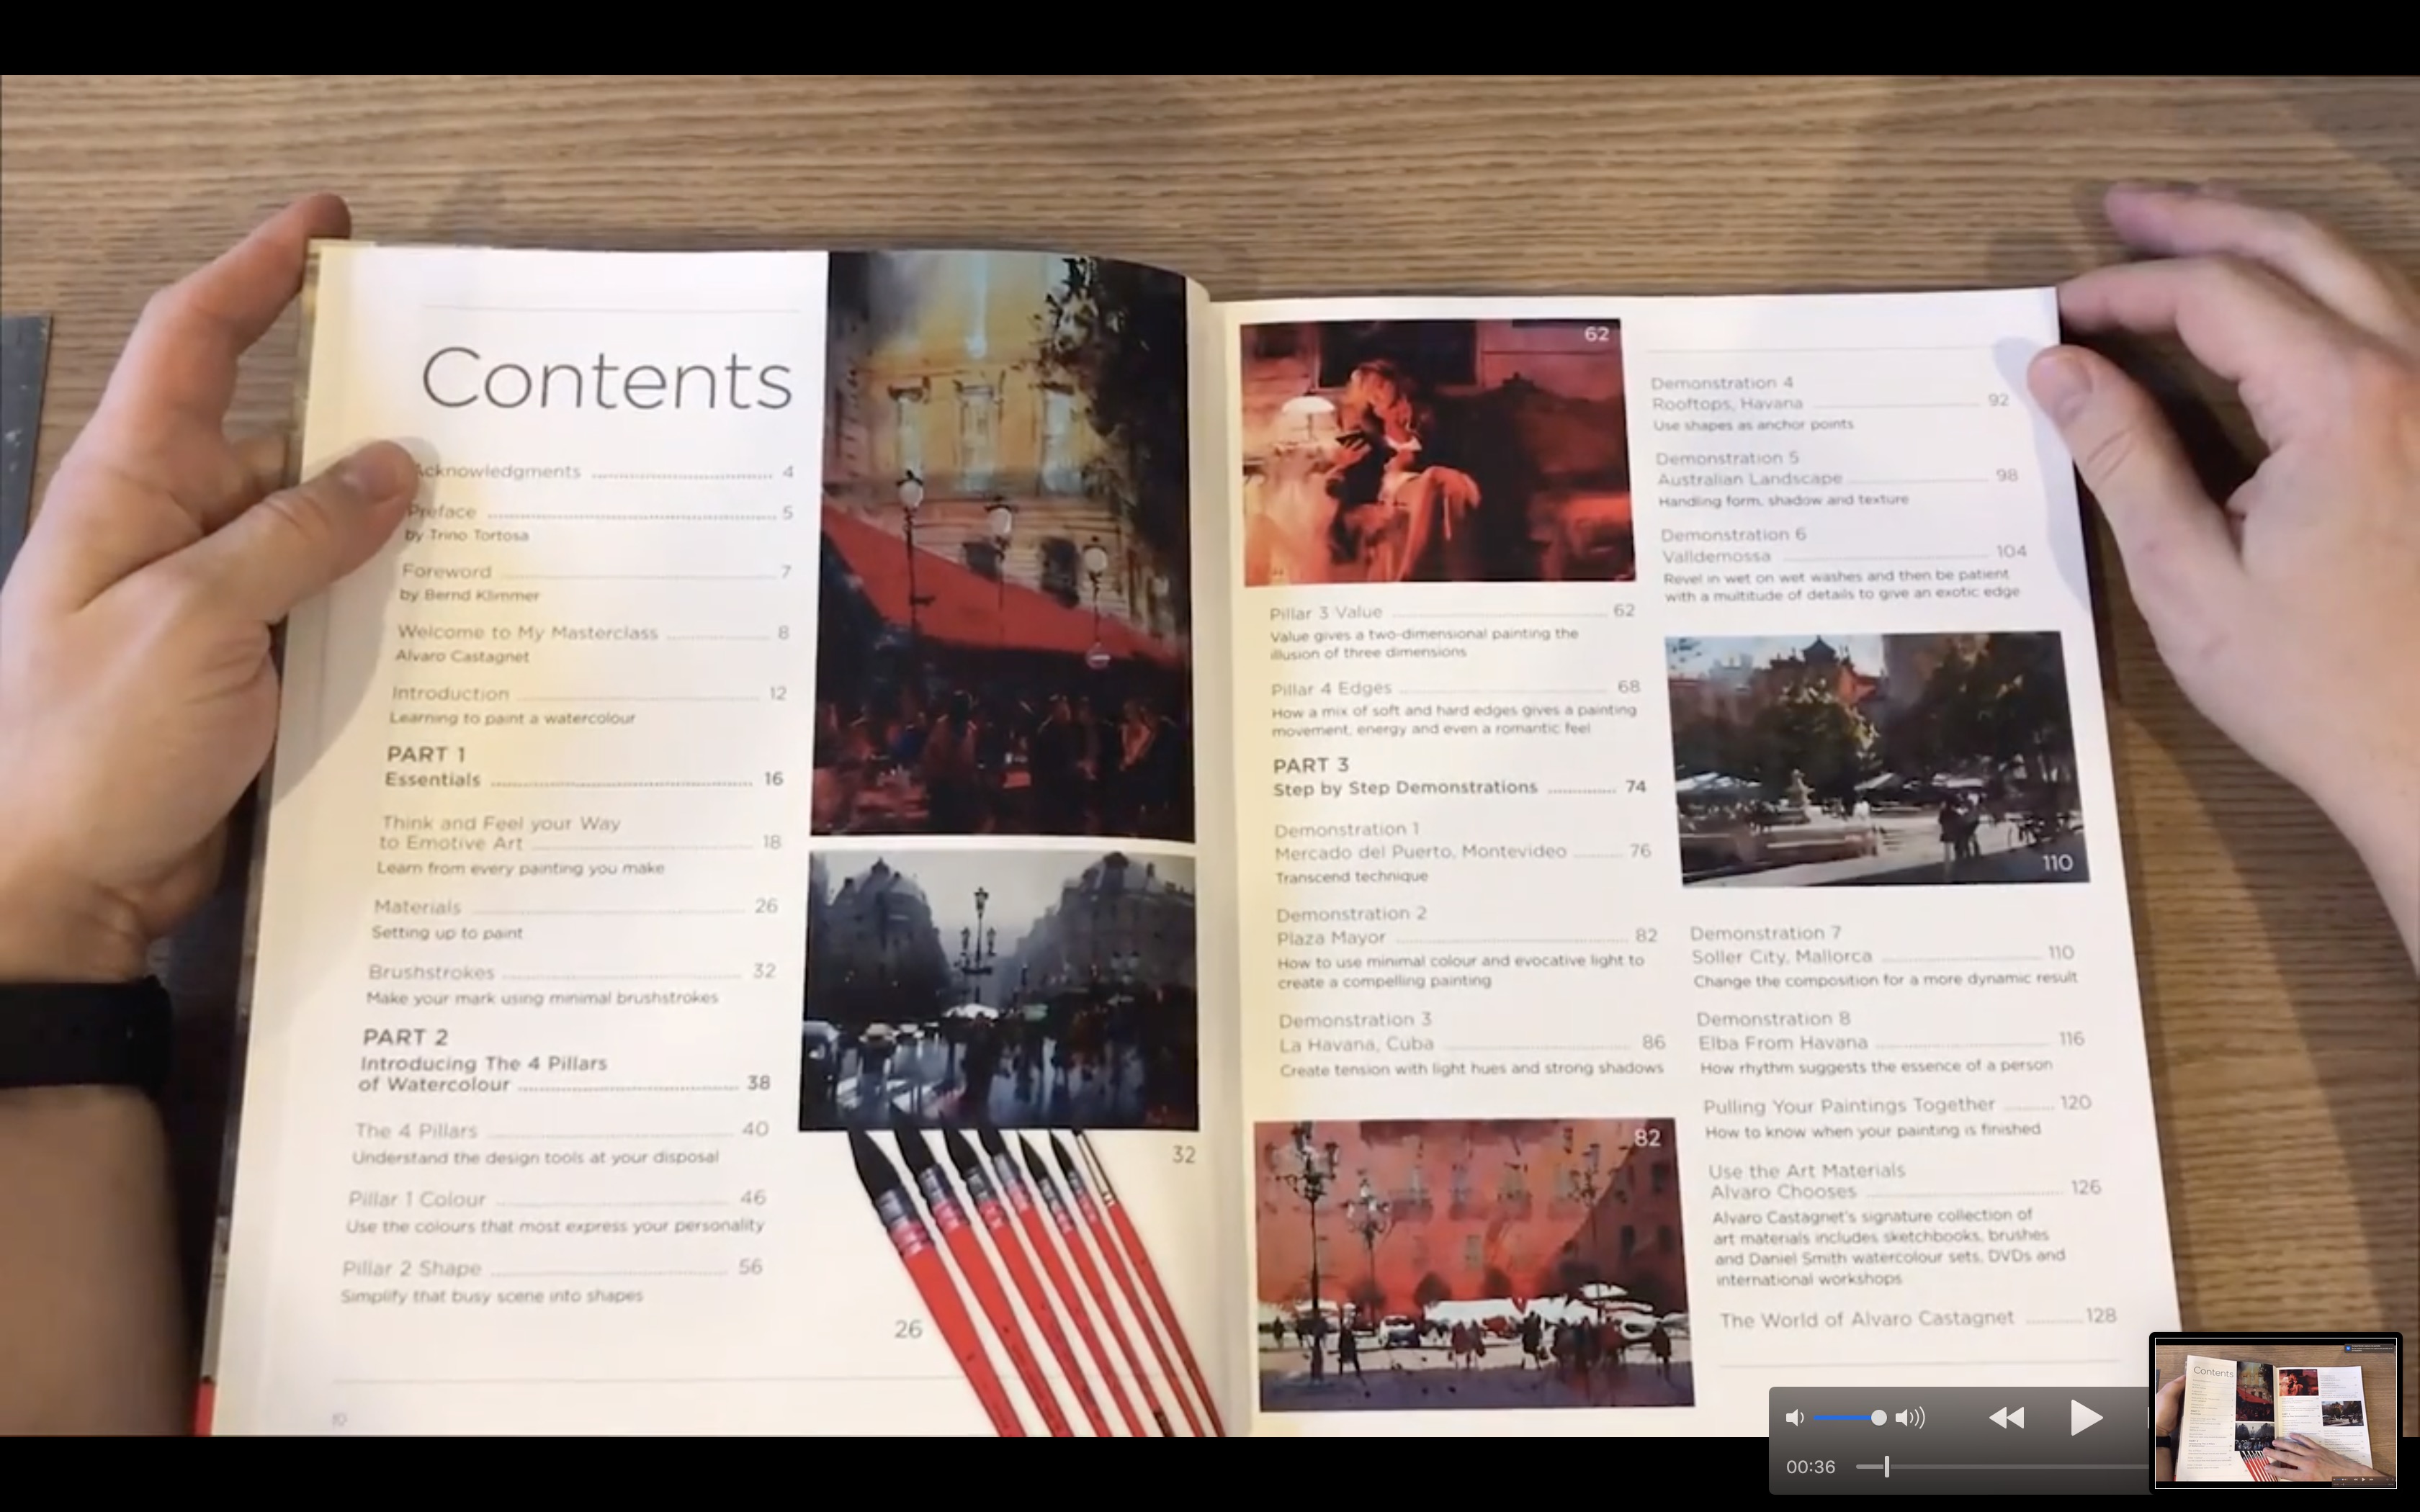 Contents
Acknowledgments 4
Preface 5
by Trino Tortosa
Foreword 7
by Bernd Klimmer
Welcome to My Masterclass 8
Alvaro Castagnet
Introduction 12
Learning to paint a watercolour
PART 1
Essentials 16
Think and Feel your Way
to Emotive Art 18
Learn from every painting you make
Materials 26
Setting up to paint
Brushstrokes 32
Make your mark using minimal brushstrokes
PART 2
Introducing The 4 Pillars
of Watercolour 38
The 4 Pillars 40
Understand the design tools at your disposal
Pillar 1 Colour 46
Use the colours that most express your personality
Pillar 2 Shape 56
Simplify that busy scene into shapes
10
32
26
62
Pillar 3 Value 62
Value gives a two-dimensional painting the
illusion of three dimensions
Pillar 4 Edges 68
How a mix of soft and hard edges gives a painting
movement, energy and even a romantic feel
PART 3
Step by Step Demonstrations 74
Demonstration 1
Mercado del Puerto, Montevideo 76
Transcend technique
Demonstration 2
Plaza Mayor 82
How to use minimal colour and evocative light to
create a compelling painting
Demonstration 3
La Havana, Cuba 86
Create tension with light hues and strong shadows
82
Demonstration 4
Rooftops, Havana 92
Use shapes as anchor points
Demonstration 5
Australian Landscape 98
Handling form, shadow and texture
Demonstration 6
Valldemossa 104
Revel in wet on wet washes and then be patient
with a multitude of details to give an exotic edge
110
Demonstration 7
Soller City, Mallorca 110
Change the composition for a more dynamic result
Demonstration 8
Elba From Havana 116
How rhythm suggests the essence of a person
Pulling Your Paintings Together 120
How to know when your painting is finished
Use the Art Materials
Alvaro Chooses 126
Alvaro Castagnet's signature collection of
art materials includes sketchbooks, brushes
and Daniel Smith watercolour sets, DVDs and
international workshops
The World of Alvaro Castagnet 128
00:36
Contents